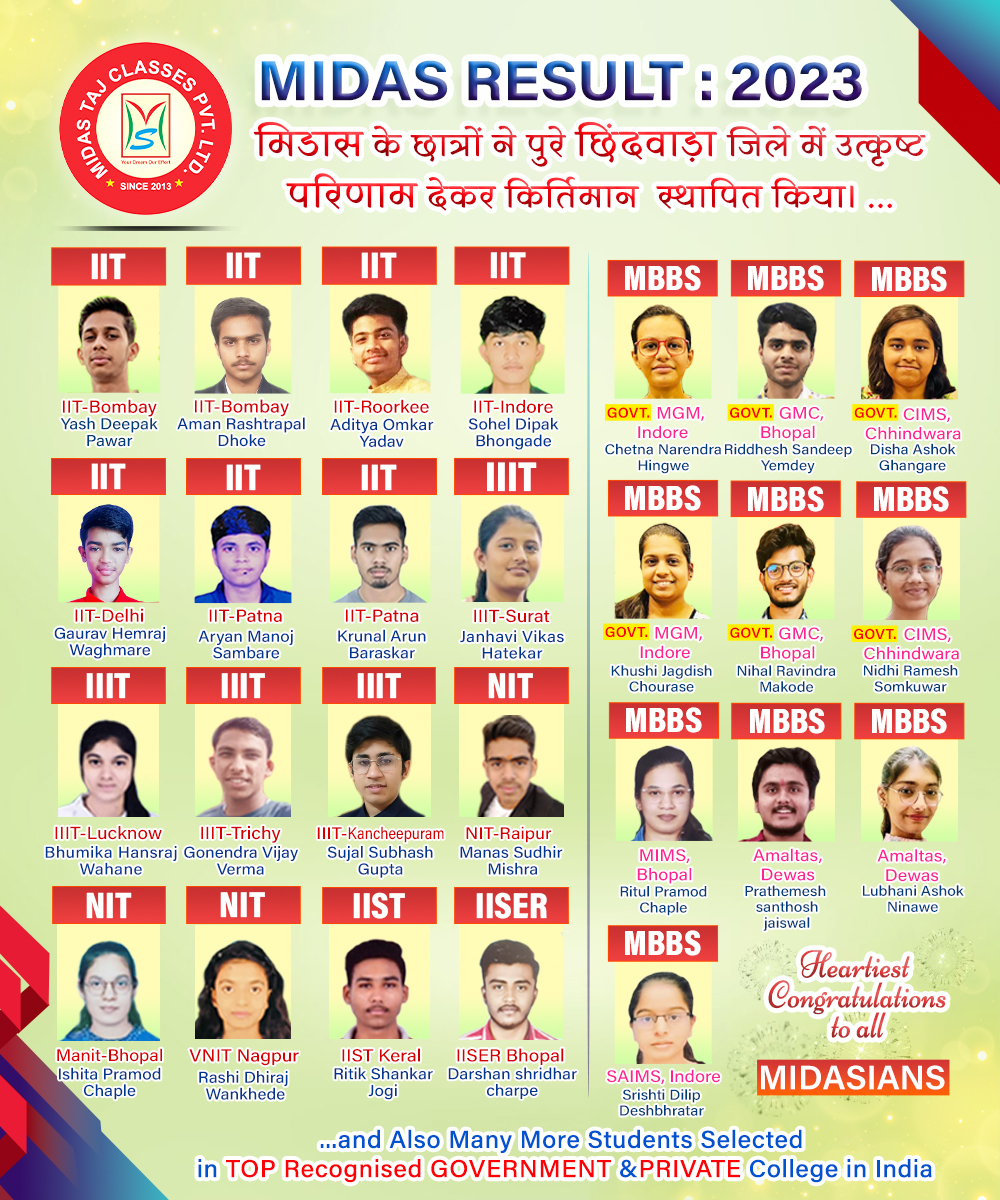 MIDAS TAJ CLASSES PVT. LTD.
Your Dream Our Effort
SINCE 2013
MIDAS RESULT : 2023
मिडास के छात्रों ने पुरे छिंदवाड़ा जिले में उत्कृष्ट
परिणाम देकर किर्तिमान स्थापित किया। ...
IIT
IIT-Bombay
Yash Deepak
Pawar
IIT
IIT-Bombay
Aman Rashtrapal
Dhoke
IIT
IIT-Roorkee
Aditya Omkar
Yadav
IIT
IIT-Indore
Sohel Dipak
Bhongade
IIT
IIT-Delhi
Gaurav Hemraj
Waghmare
IIT
IIT-Patna
Aryan Manoj
Sambare
IIT
IIT-Patna
Krunal Arun
Baraskar
IIIT
IIIT-Surat
Janhavi Vikas
Hatekar
IIIT
IIIT-Lucknow
Bhumika Hansraj
Wahane
IIIT
IIIT-Trichy
Gonendra Vijay
Verma
IIIT
IIIT-Kancheepuram
Sujal Subhash
Gupta
NIT
NIT-Raipur
Manas Sudhir
Mishra
NIT
Manit-Bhopal
Ishita Pramod
Chaple
NIT
VNIT Nagpur
Rashi Dhiraj
Wankhede
IIST
IIST Keral
Ritik Shankar
Jogi
IISER
IISER Bhopal
Darshan shridhar
charpe
MBBS
GOVT. MGM,
Indore
Chetna Narendra
Hingwe
MBBS
GOVT. GMC,
Bhopal
Riddhesh Sandeep
Yemdey
MBBS
GOVT. CIMS,
Chhindwara
Disha Ashok
Ghangare
MBBS
GOVT. MGM,
Indore
Khushi Jagdish
Chourase
MBBS
GOVT. GMC,
Bhopal
Nihal Ravindra
Makode
MBBS
GOVT. CIMS,
Chhindwara
Nidhi Ramesh
Somkuwar
MBBS
MIMS,
Bhopal
Ritul Pramod
Chaple
MBBS
Amaltas,
Dewas
Prathemesh
santhosh
jaiswal
MBBS
Amaltas,
Dewas
Lubhani Ashok
Ninawe
MBBS
SAIMS, Indore
Srishti Dilip
Deshbhratar
Heartiest
Congratulations
to all
MIDASIANS
...and Also Many More Students Selected
in TOP Recognised GOVERNMENT &PRIVATE College in India